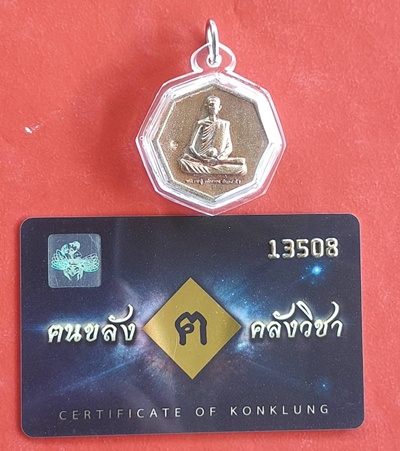 13508
คนขลัง ฅ คลังวิชา
CERTIFICATE OF KONKLUNG